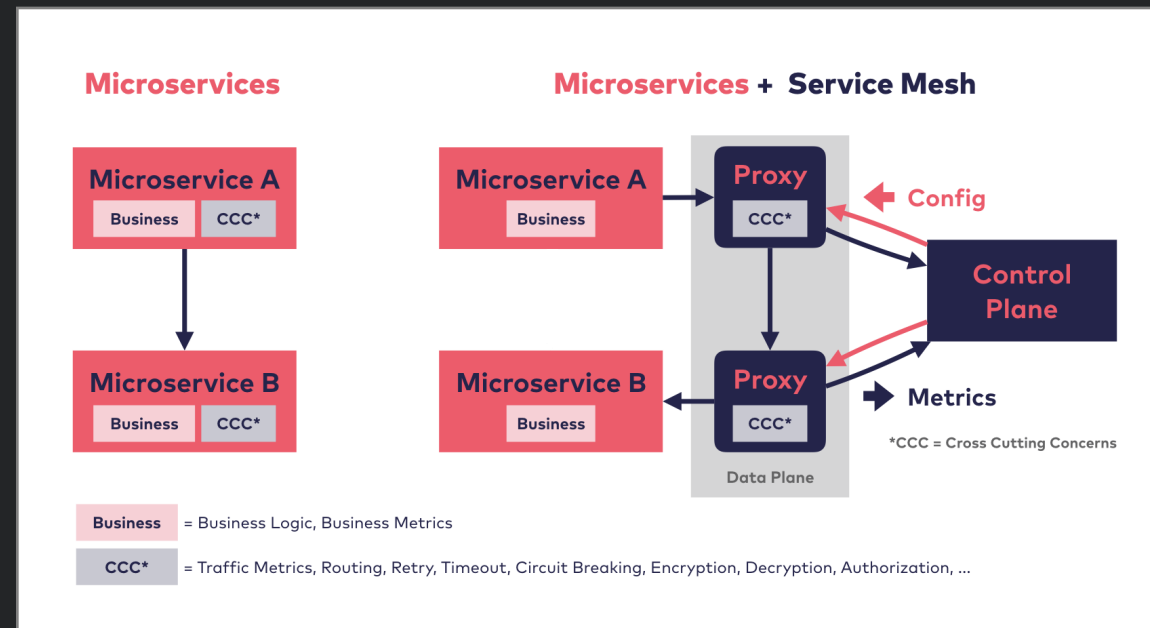 Microservices
Microservice A
Business CCC*
Microservice B
Business CCC*
Microservices + Service Mesh
Microservice A
Business
Proxy
CCC*
Config
Control
Plane
Microservice B
Business
Proxy
CCC*
Metrics
*CCC = Cross Cutting Concerns
Data Plane
Business = Business Logic, Business Metrics
CCC* = Traffic Metrics, Routing, Retry, Timeout, Circuit Breaking, Encryption, Decryption, Authorization, ...